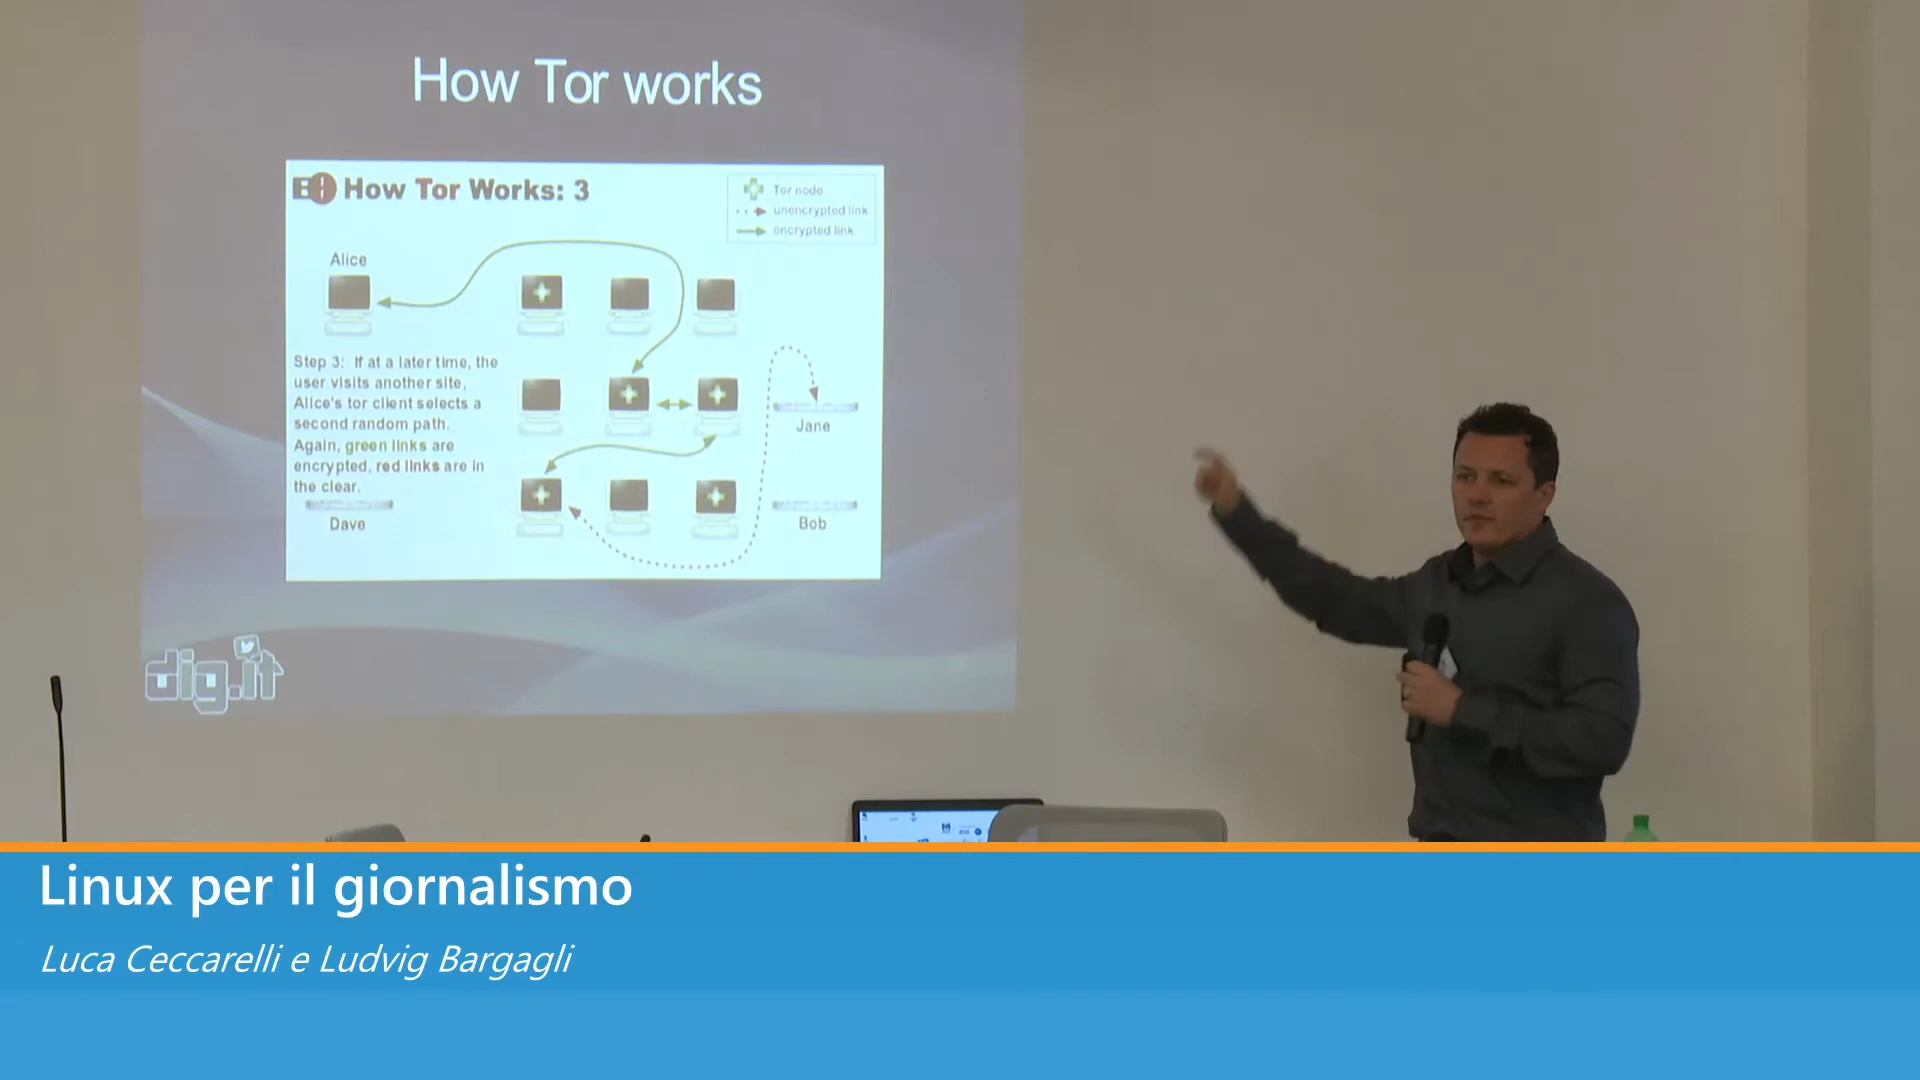 How Tor works
How Tor Works: 3
Tor node
unencrypted link
encrypted link
Alice
Step 3: If at a later time, the
user visits another site,
Alice's tor client selects a
second random path.
Again, green links are
encrypted, red links are in
the clear.
Jane
Dave
Bob
dig.it
Linux per il giornalismo
Luca Ceccarelli e Ludvig Bargagli